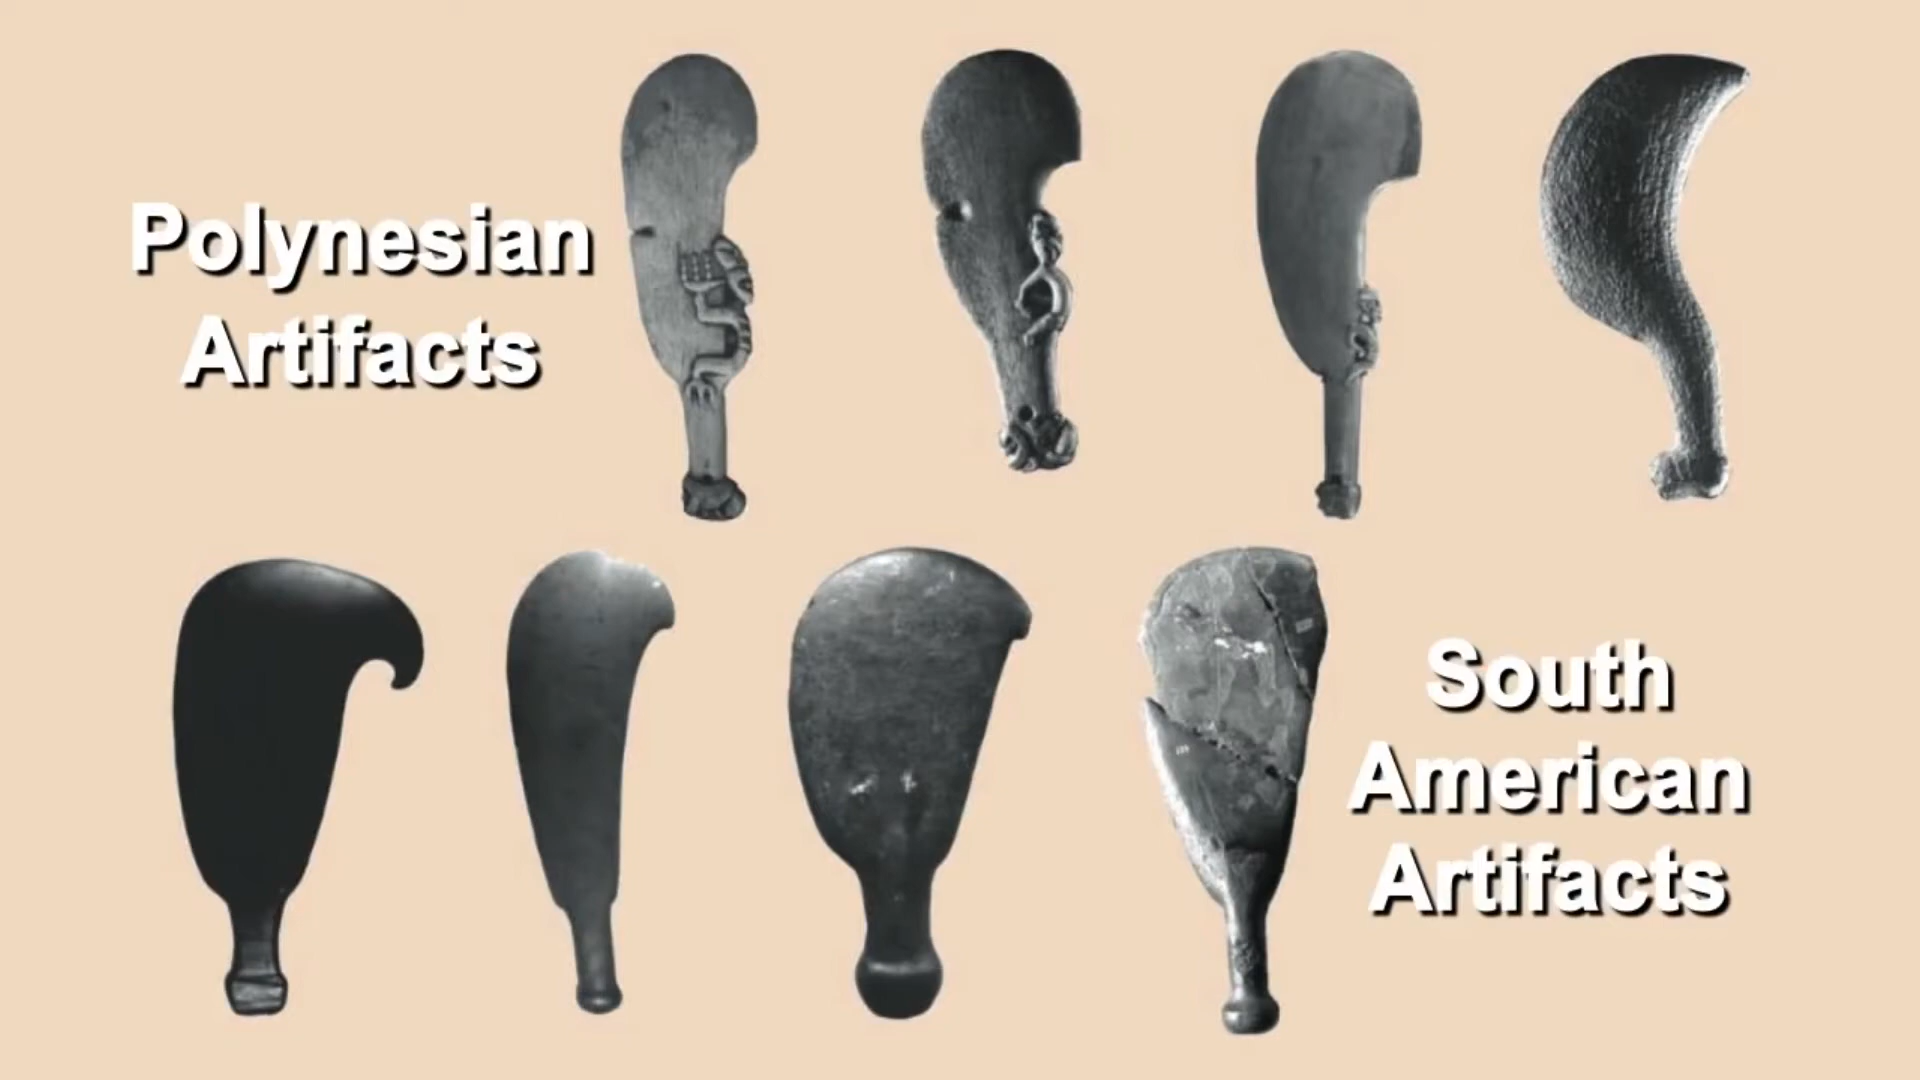 Polynesian
Artifacts
South
American
Artifacts